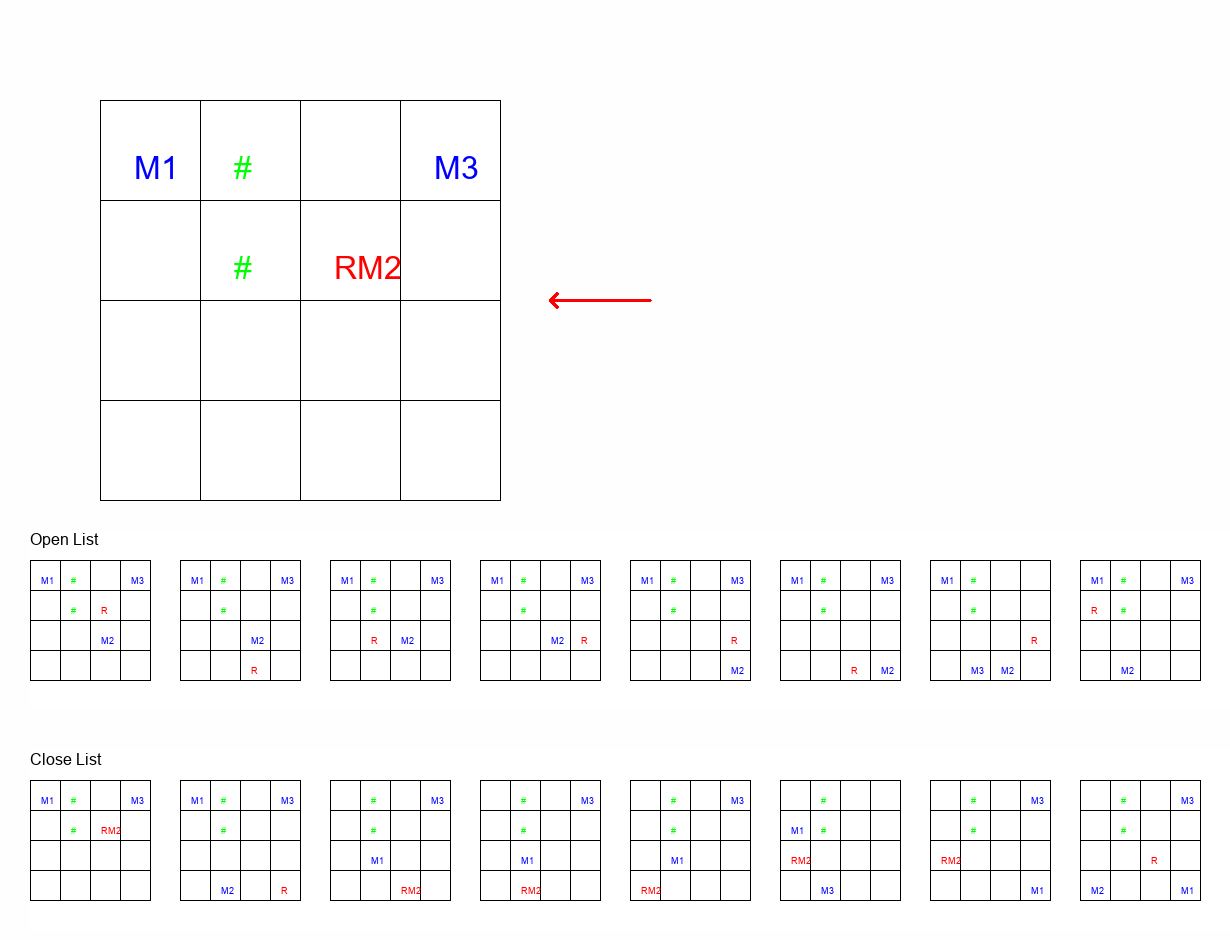 M1 # M3
# RM2
Open List
M1 # M3 M1 # M3 M1 # M3 M1 # M3 M1 # M3 M1 # M3 M1 # M1 # M3
# R # # # # # # R #
M2 M2 R M2 M2 R R R
R M2 R M2 M3 M2 M2
Close List
M1 # M3 M1 # M3 # M3 # M3 # M3 # # M3 # M3
# RM2 # # # # M1 # # #
M1 M1 M1 RM2 RM2 R
M2 R RM2 RM2 RM2 M3 M1 M2 M1